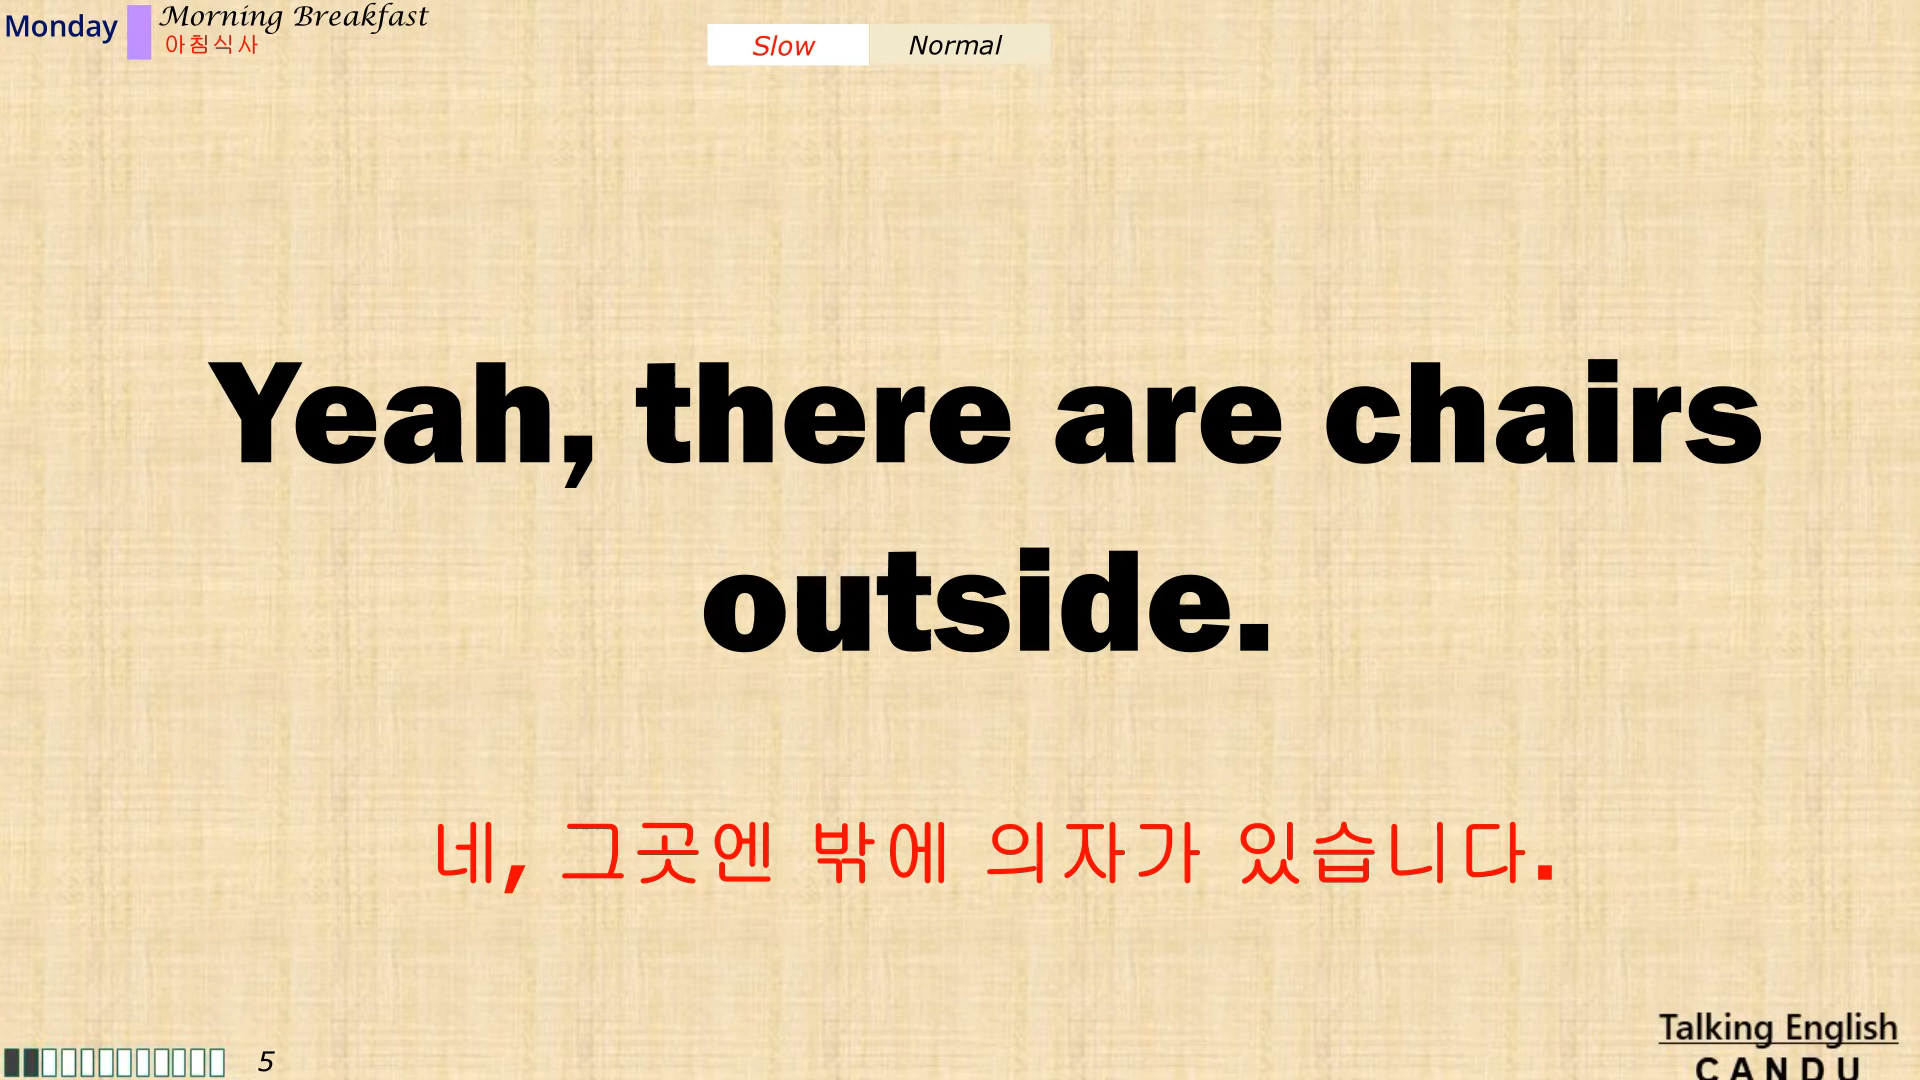 Monday
Morning Breakfast
아침식사
Slow
Normal
Yeah, there are chairs
outside.
네, 그곳엔 밖에 의자가 있습니다.
5
Talking English
CANDU